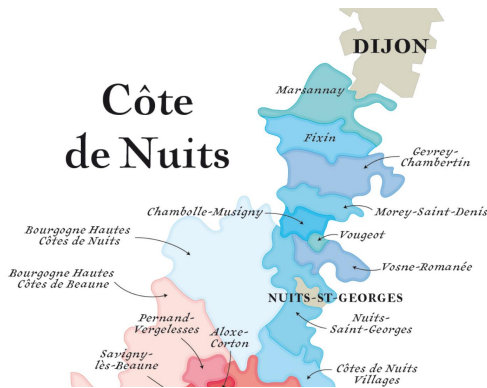 DIJON
Côte
de Nuits
Marsannay
Fixin
Gevrey-
Chambertin
Chambolle-Musigny
Morey-Saint-Denis
Bourgogne Hautes
Côtes de Nuits
Vougeot
Vosne-Romanée
Bourgogne Hautes
Côtes de Beaune
NUITS-ST-GEORGES
Pernand-
Vergelesses
Aloxe-
Corton
Nuits-
Saint-Georges
Savigny-
lès-Beaune
Côtes de Nuits
Villages